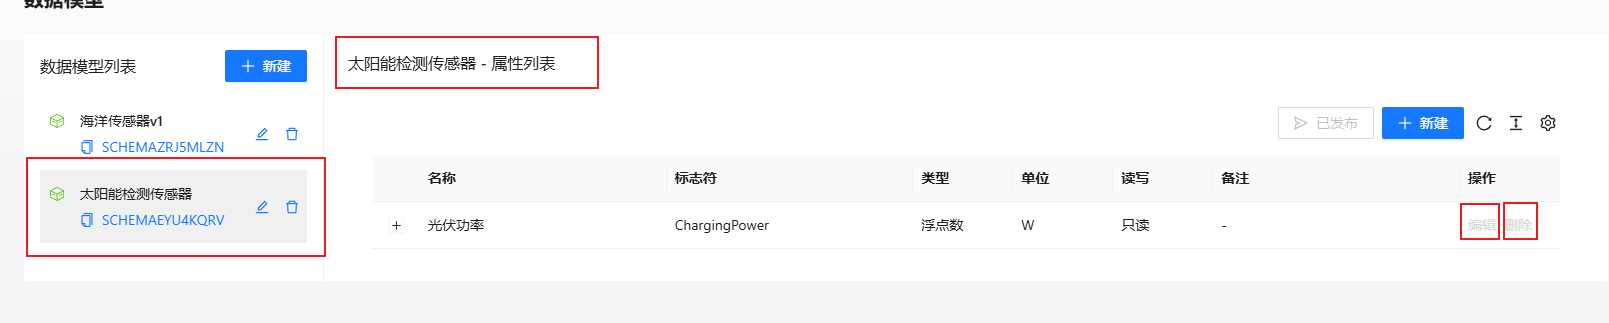 数据模型
数据模型列表
新建
海洋传感器v1
SCHEMAZRJ5MLZN
太阳能检测传感器
SCHEMAEYU4KQRV
太阳能检测传感器 - 属性列表
已发布 新建
名称 标志符 类型 单位 读写 备注 操作
光伏功率 ChargingPower 浮点数 W 只读 - 编辑 删除